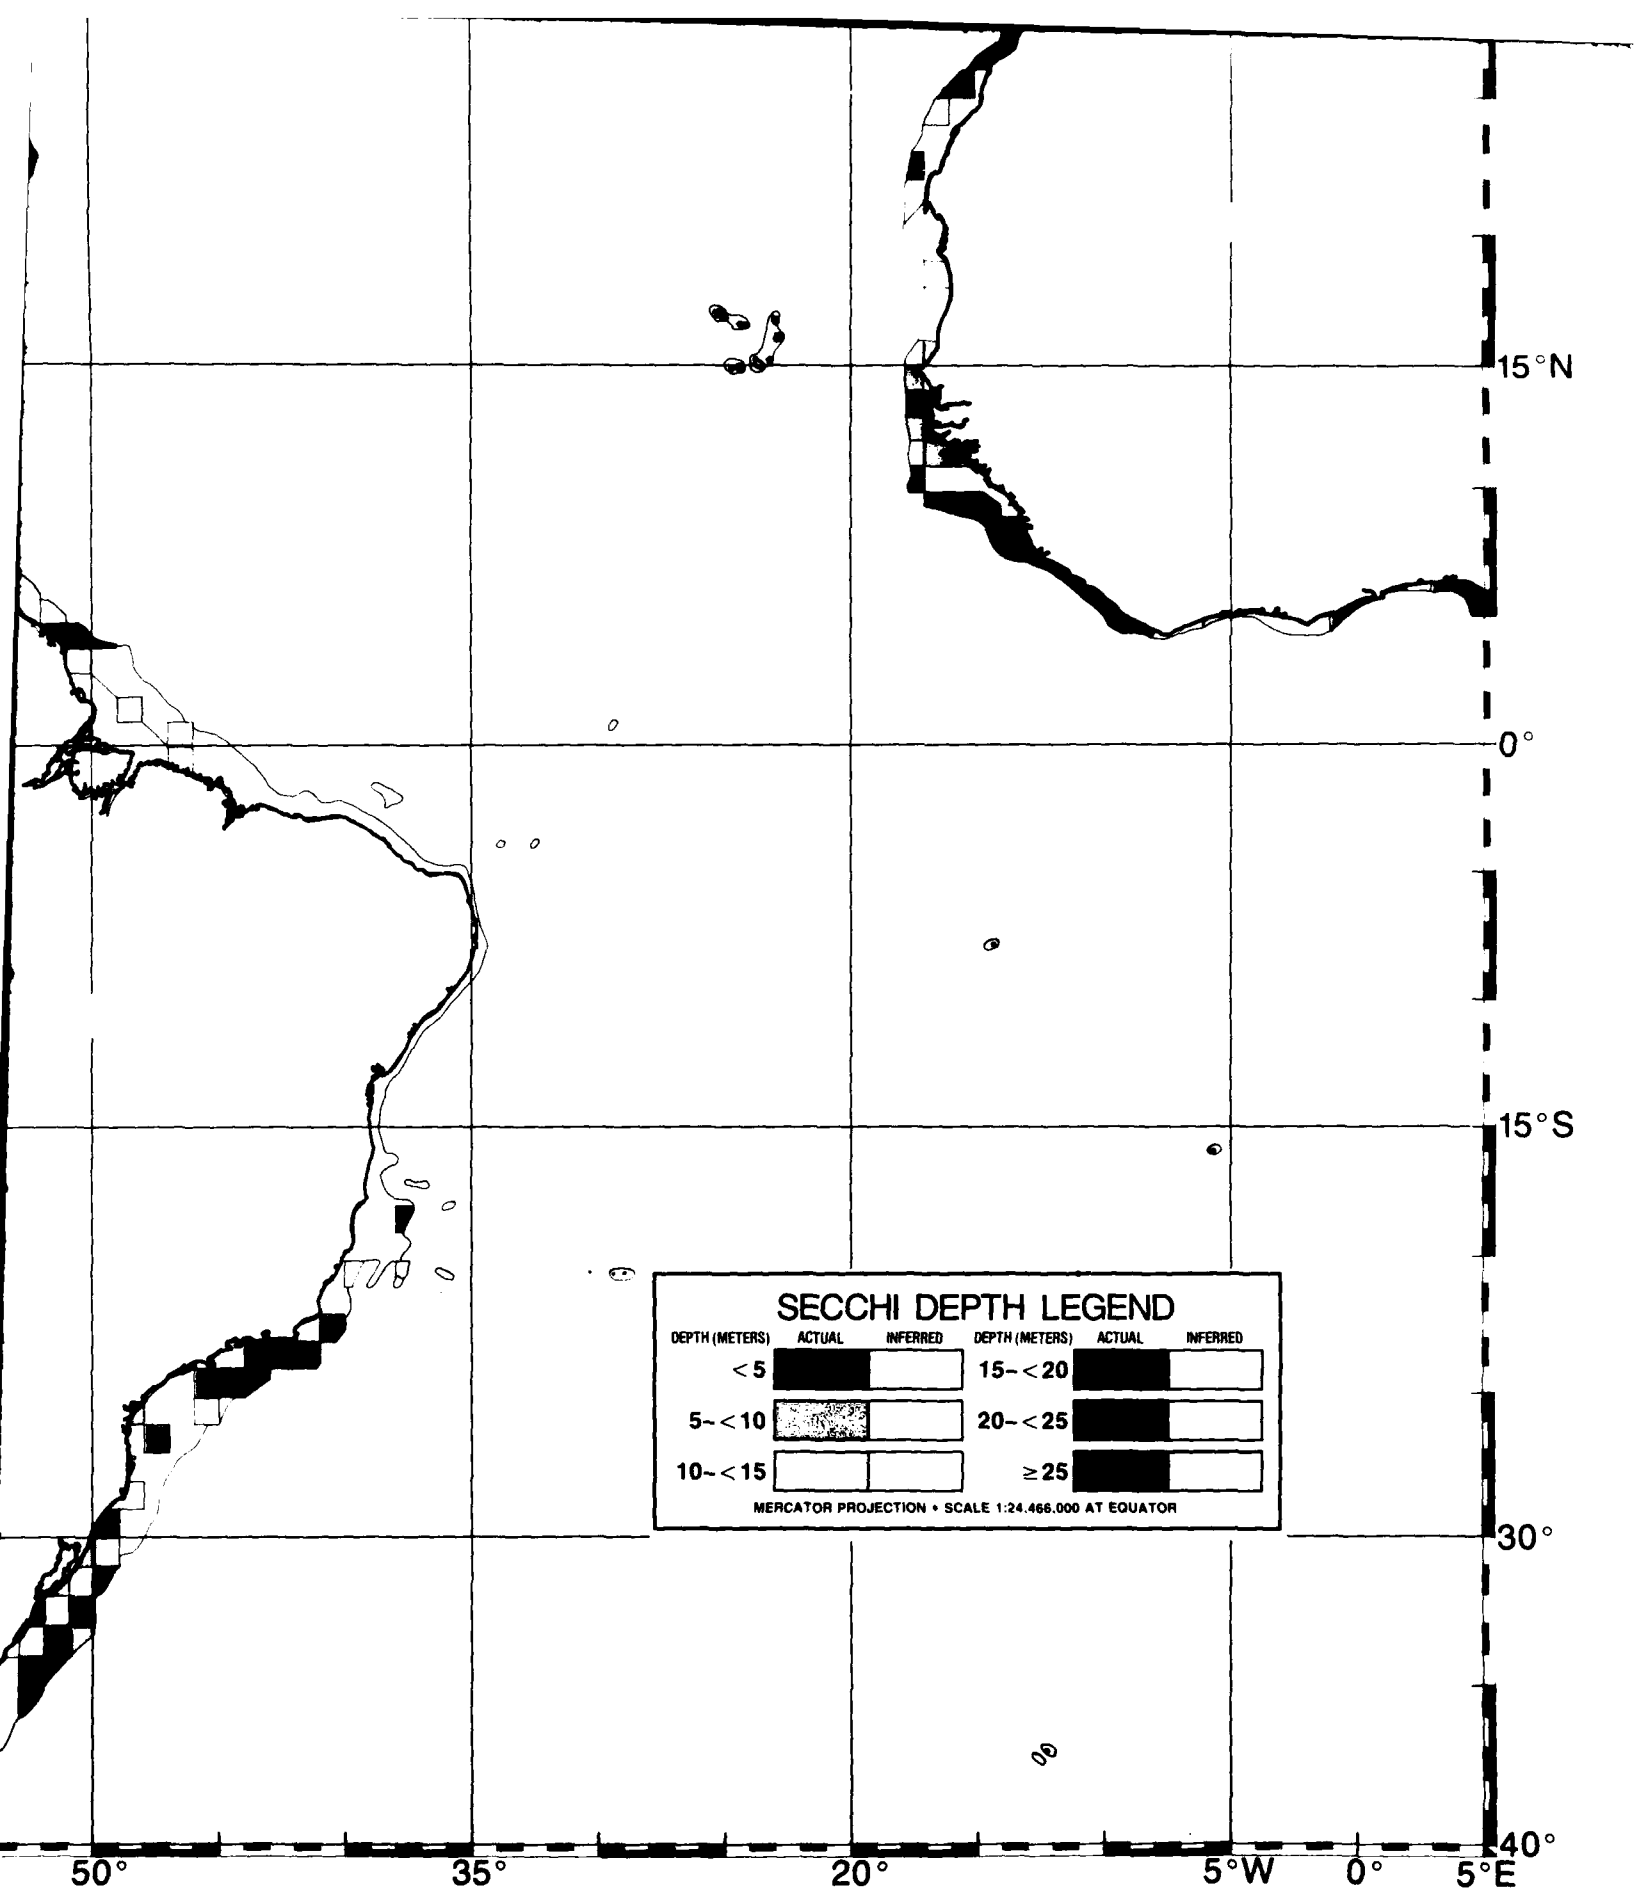 15°N
0°
15°S
SECCHI DEPTH LEGEND
DEPTH (METERS) ACTUAL INFERRED DEPTH (METERS) ACTUAL INFERRED
<5 15-<20
5-<10 20-<25
10-<15 ≥25
MERCATOR PROJECTION • SCALE 1:24,466,000 AT EQUATOR
30°
40°
50° 35° 20° 5°W 0° 5°E